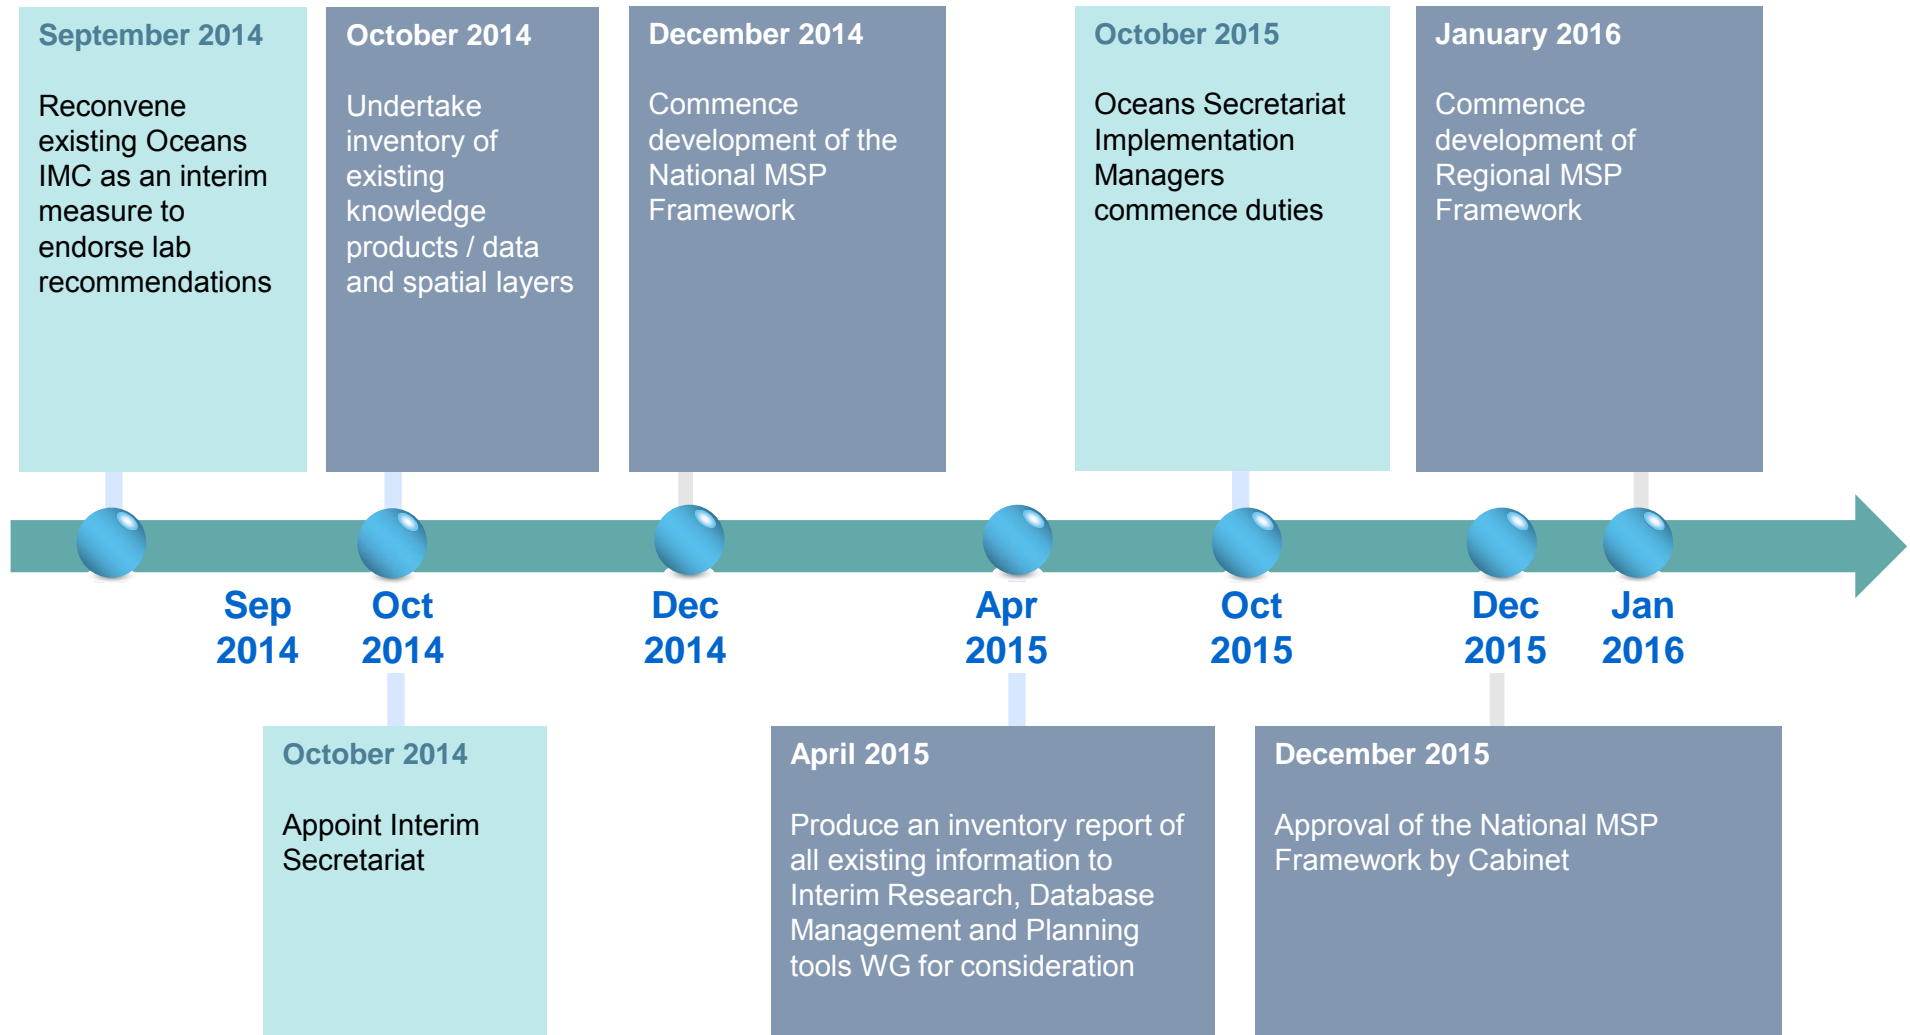 September 2014
Reconvene
existing Oceans
IMC as an interim
measure to
endorse lab
recommendations
October 2014
Undertake
inventory of
existing
knowledge
products / data
and spatial layers
December 2014
Commence
development of the
National MSP
Framework
October 2015
Oceans Secretariat
Implementation
Managers
commence duties
January 2016
Commence
development of
Regional MSP
Framework
Sep
2014
Oct
2014
Dec
2014
Apr
2015
Oct
2015
Dec
2015
Jan
2016
October 2014
Appoint Interim
Secretariat
April 2015
Produce an inventory report of
all existing information to
Interim Research, Database
Management and Planning
tools WG for consideration
December 2015
Approval of the National MSP
Framework by Cabinet